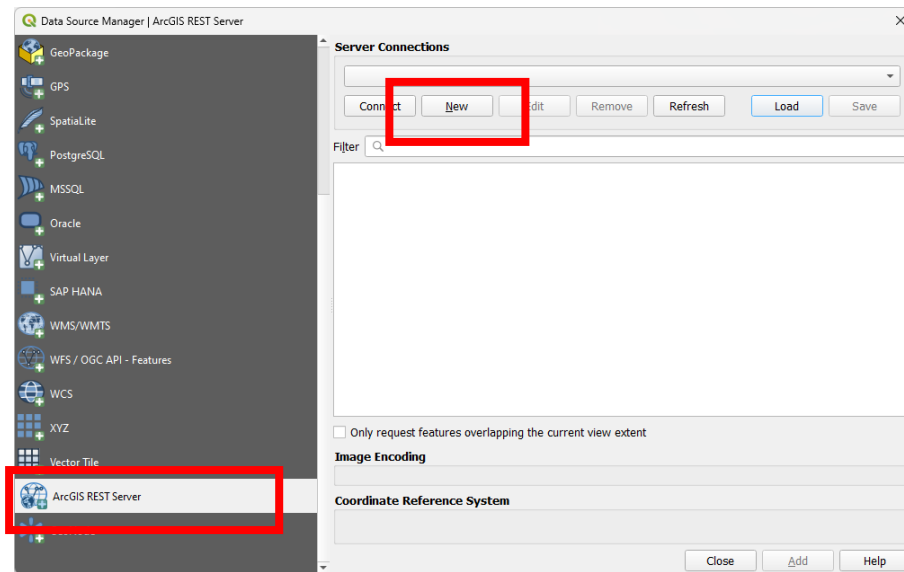 Data Source Manager | ArcGIS REST Server
GeoPackage
GPS
SpatiaLite
PostgreSQL
MSSQL
Oracle
Virtual Layer
SAP HANA
WMS/WMTS
WFS / OGC API - Features
WCS
XYZ
Vector Tile
ArcGIS REST Server
Server Connections
Connect New Edit Remove Refresh Load Save
Filter
Only request features overlapping the current view extent
Image Encoding
Coordinate Reference System
Close Add Help